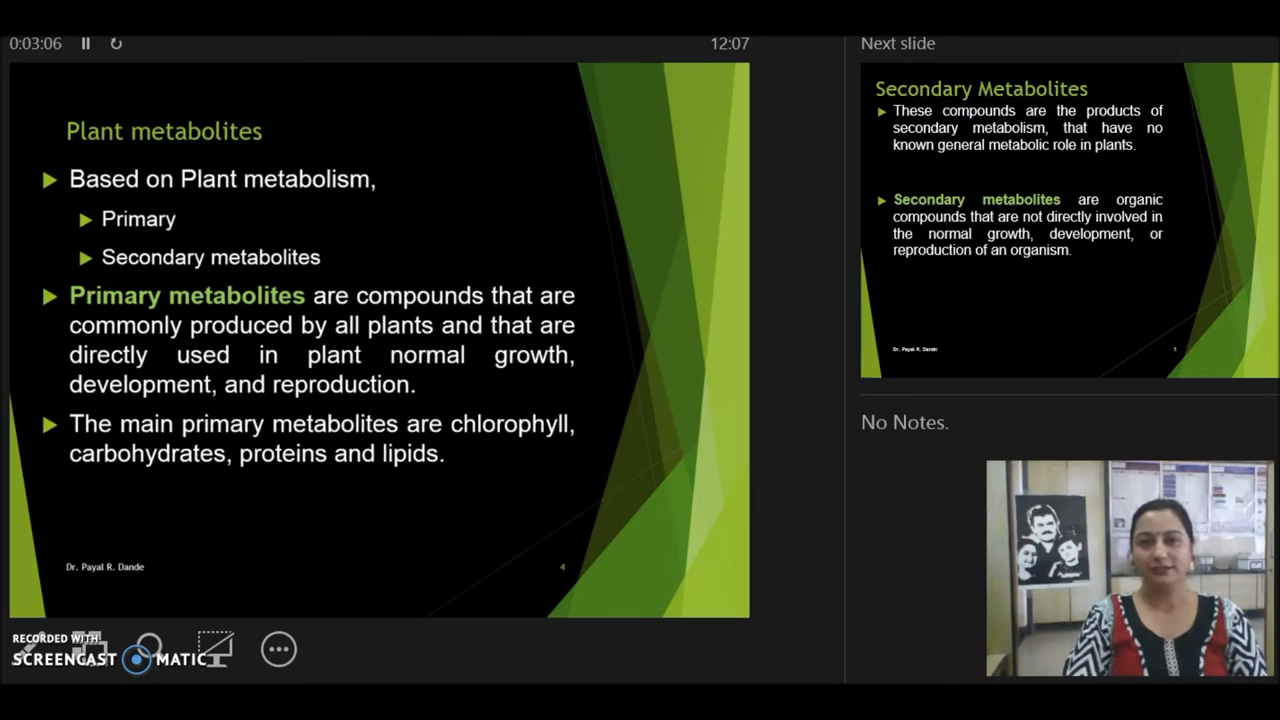 0:03:06
12:07
Plant metabolites
Based on Plant metabolism,
Primary
Secondary metabolites
Primary metabolites are compounds that are
commonly produced by all plants and that are
directly used in plant normal growth,
development, and reproduction.
The main primary metabolites are chlorophyll,
carbohydrates, proteins and lipids.
Dr. Payal R. Dande
4
RECORDED WITH
SCREENCAST MATIC
Next slide
Secondary Metabolites
These compounds are the products of
secondary metabolism, that have no
known general metabolic role in plants.
Secondary metabolites are organic
compounds that are not directly involved in
the normal growth, development, or
reproduction of an organism.
Dr. Payal R. Dande
No Notes.